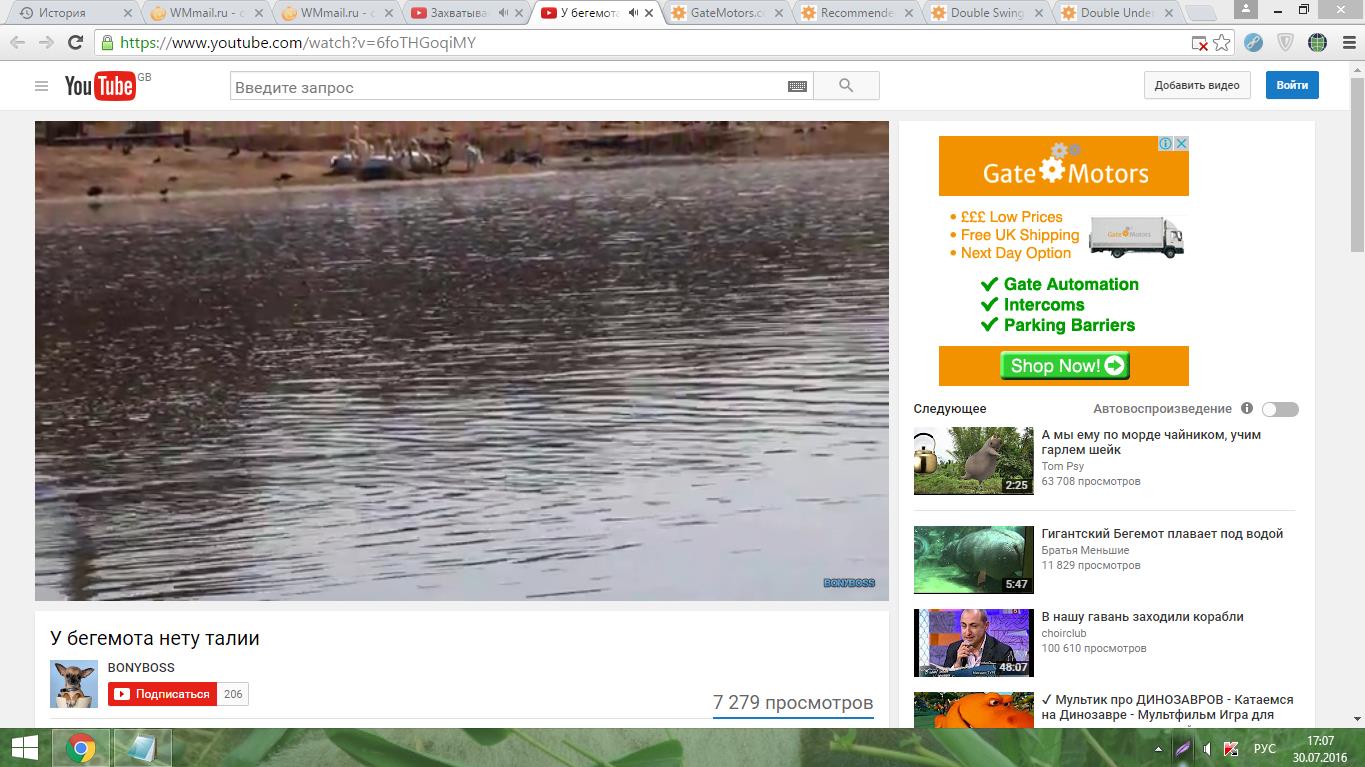 История
WMmail.ru - с
WMmail.ru - с
Захватыва
У бегемота
GateMotors.co
Recommende
Double Swing
Double Under
https://www.youtube.com/watch?v=6foTHGoqiMY
YouTube GB
Введите запрос
Добавить видео
Войти
BONYBOSS
У бегемота нету талии
BONYBOSS
Подписаться 206
7 279 просмотров
Gate Motors
• £££ Low Prices
• Free UK Shipping
• Next Day Option
Gate Motors
Gate Automation
Intercoms
Parking Barriers
Shop Now!
Следующее
Автовоспроизведение
2:25
А мы ему по морде чайником, учим
гарлем шейк
Tom Psy
63 708 просмотров
5:47
Гигантский Бегемот плавает под водой
Братья Меньшие
11 829 просмотров
48:07
В нашу гавань заходили корабли
choirclub
100 610 просмотров
✓ Мультик про ДИНОЗАВРОВ - Катаемся
на Динозавре - Мультфильм Игра для
РУС
17:07
30.07.2016